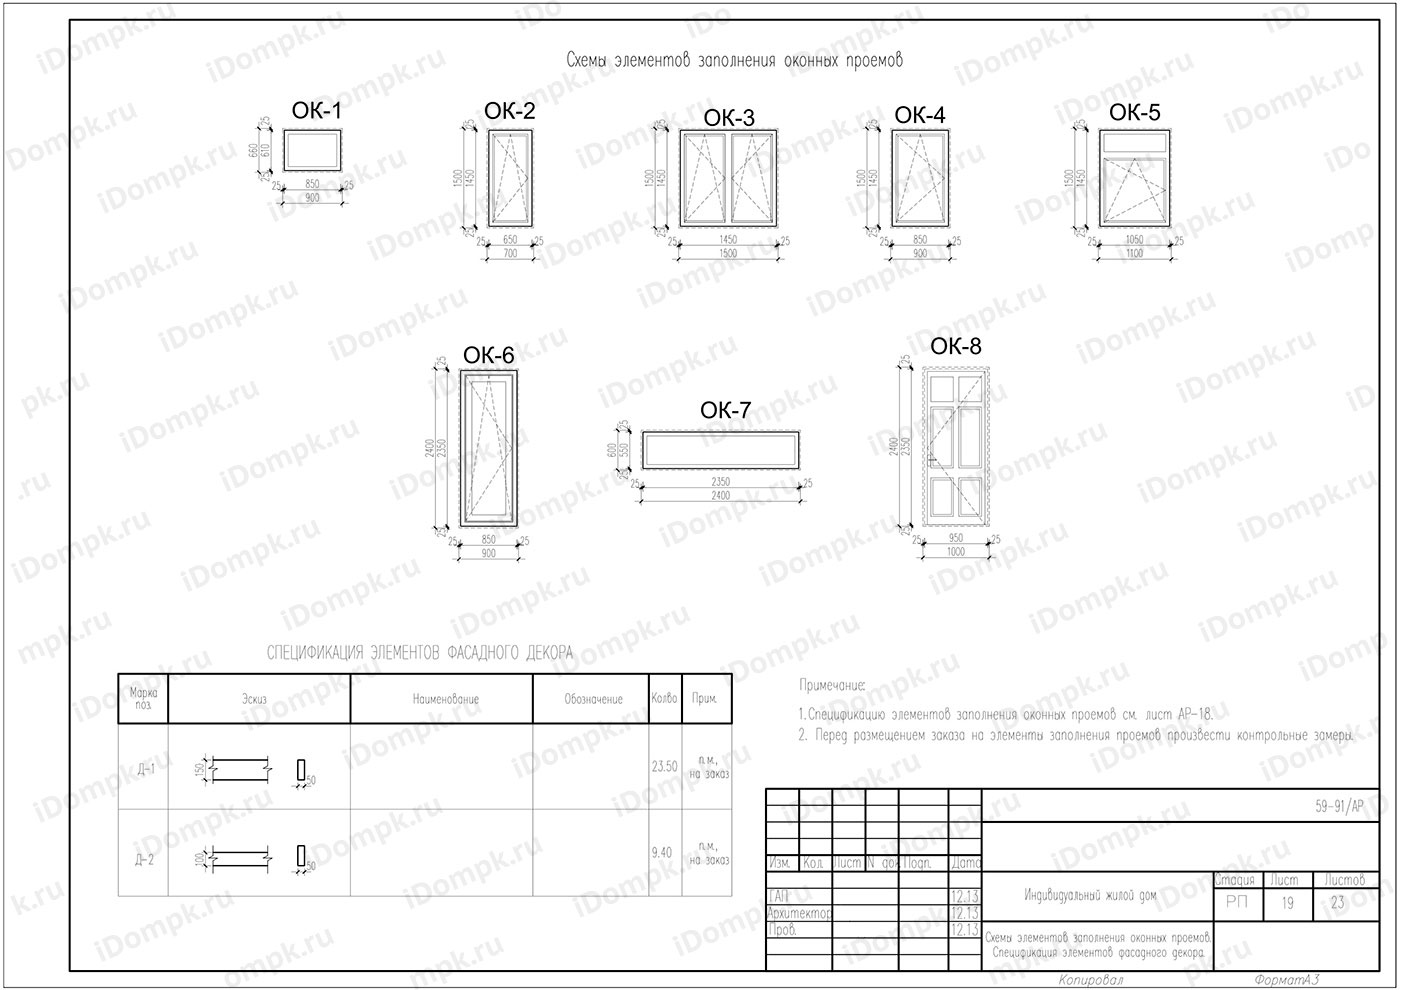 Схемы элементов заполнения оконных проемов
ОК-1
25
660
610
25
25 850 25
900
ОК-2
25
1500
1450
25
25 650 25
700
ОК-3
25
1500
1450
25
25 1450 25
1500
ОК-4
25
1500
1450
25
25 850 25
900
ОК-5
25
1500
1450
25
25 1050 25
1100
ОК-6
25
2400
2350
25
25 850 25
900
ОК-7
25
600
550
25
25 2350 25
2400
ОК-8
25
2400
2350
25
25 950 25
1000
СПЕЦИФИКАЦИЯ ЭЛЕМЕНТОВ ФАСАДНОГО ДЕКОРА
Марка поз. Эскиз Наименование Обозначение Колво Прим.
Д-1 150 50 23.50 п.м., на заказ
Д-2 100 50 9.40 п.м., на заказ
Примечание:
1.Спецификацию элементов заполнения оконных проемов см. лист АР-18.
2. Перед размещением заказа на элементы заполнения проемов произвести контрольные замеры.
59-91/АР
Изм. Кол. Лист N док Подп. Дата
ГАП 12.13
Архитектор 12.13
Пров. 12.13
Индивидуальный жилой дом
Стадия Лист Листов
РП 19 23
Схемы элементов заполнения оконных проемов.
Спецификация элементов фасадного декора.
Копировал ФорматА3
iDompk.ru